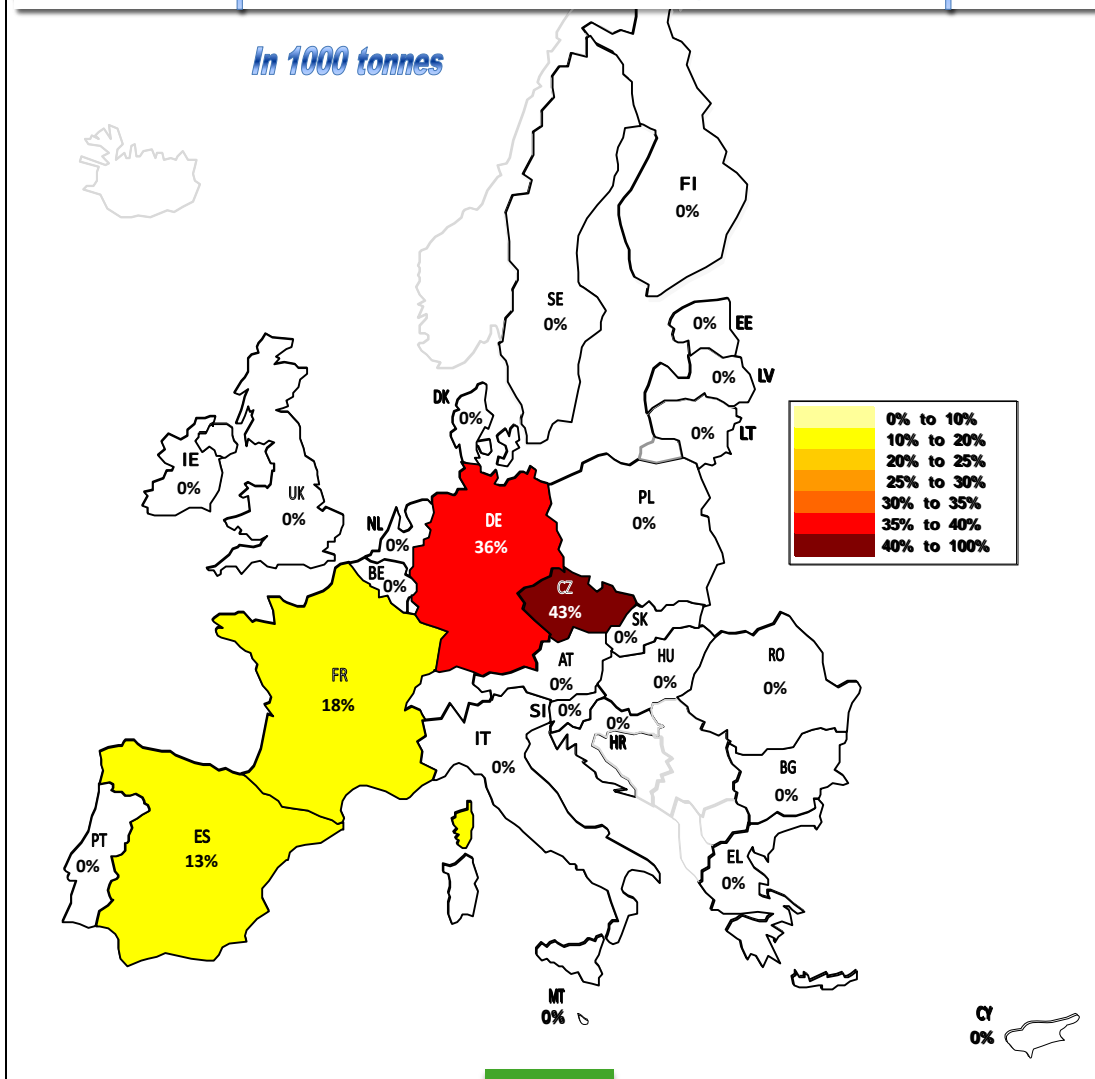 In 1000 tonnes
FI
0%
SE
0%
0% EE
0% LV
0% LT
DK
0%
0% to 10%
10% to 20%
20% to 25%
25% to 30%
30% to 35%
35% to 40%
40% to 100%
IE
0%
UK
0%
NL
0%
BE
0%
DE
36%
PL
0%
CZ
43%
SK
0%
AT
0%
HU
0%
RO
0%
FR
18%
SI 0%
0%
HR
IT
0%
BG
0%
PT
0%
ES
13%
EL
0%
MT
0%
CY
0%